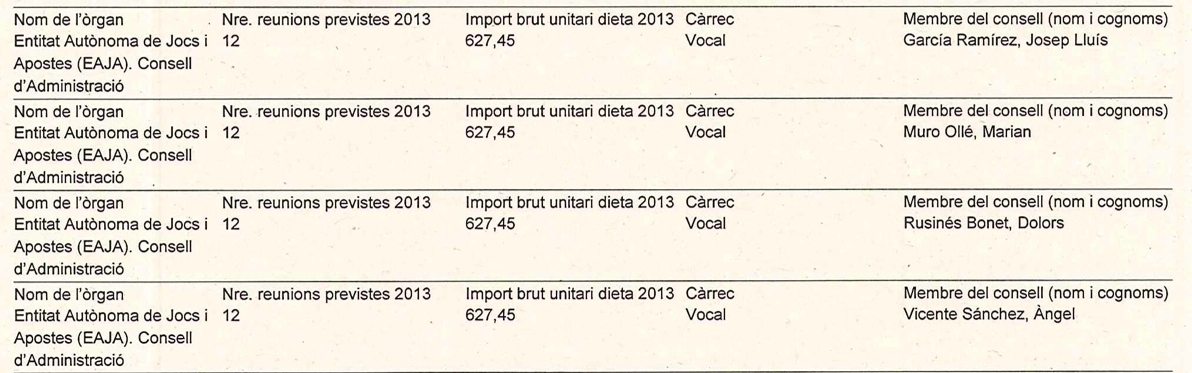 Nom de l'òrgan Nre. reunions previstes 2013 Import brut unitari dieta 2013 Càrrec Membre del consell (nom i cognoms)
Entitat Autònoma de Jocs i 12 627,45 Vocal García Ramírez, Josep Lluís
Apostes (EAJA). Consell
d'Administració
Nom de l'òrgan Nre. reunions previstes 2013 Import brut unitari dieta 2013 Càrrec Membre del consell (nom i cognoms)
Entitat Autònoma de Jocs i 12 627,45 Vocal Muro Ollé, Marian
Apostes (EAJA). Consell
d'Administració
Nom de l'òrgan Nre. reunions previstes 2013 Import brut unitari dieta 2013 Càrrec Membre del consell (nom i cognoms)
Entitat Autònoma de Jocs i 12 627,45 Vocal Rusinés Bonet, Dolors
Apostes (EAJA). Consell
d'Administració
Nom de l'òrgan Nre. reunions previstes 2013 Import brut unitari dieta 2013 Càrrec Membre del consell (nom i cognoms)
Entitat Autònoma de Jocs i 12 627,45 Vocal Vicente Sánchez, Àngel
Apostes (EAJA). Consell
d'Administració